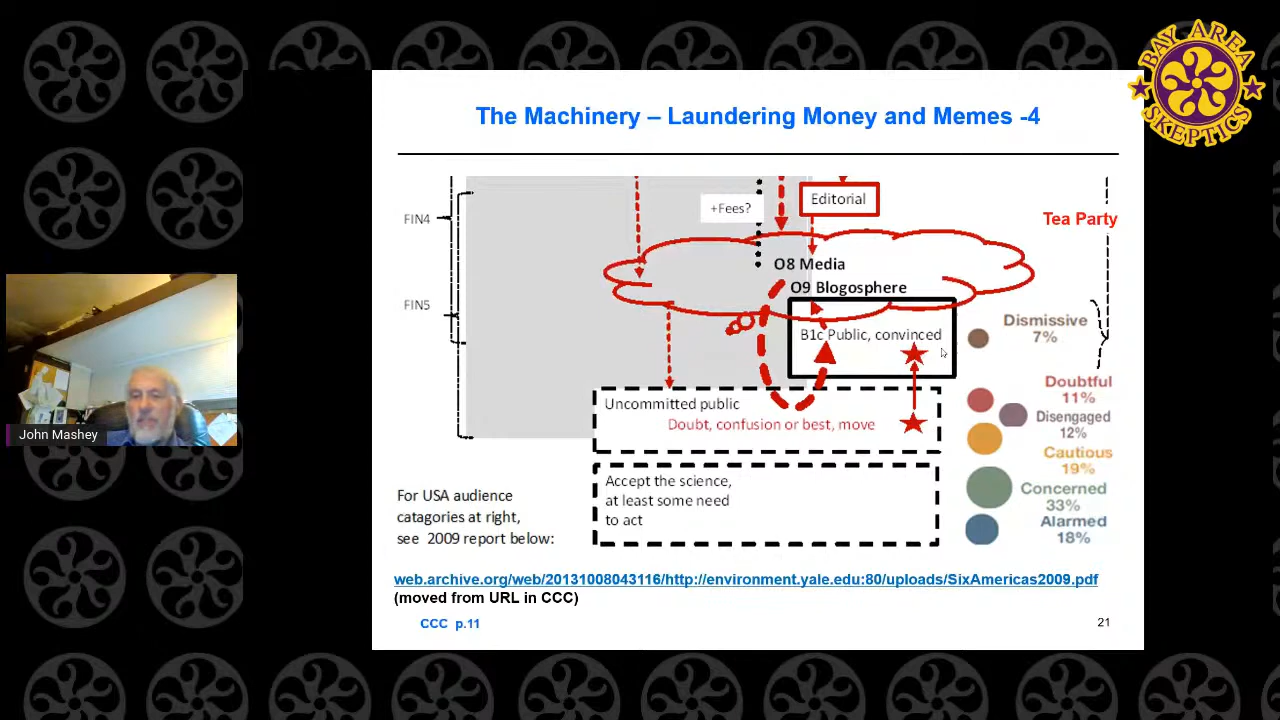 BAY AREA
SKEPTICS
The Machinery – Laundering Money and Memes -4
FIN4
+Fees?
Editorial
Tea Party
O8 Media
O9 Blogosphere
FIN5
B1c Public, convinced
Dismissive
7%
Uncommitted public
Doubt, confusion or best, move
Doubtful
11%
Disengaged
12%
Cautious
19%
Accept the science,
at least some need
to act
Concerned
33%
Alarmed
18%
For USA audience
catagories at right,
see 2009 report below:
web.archive.org/web/20131008043116/http://environment.yale.edu:80/uploads/SixAmericas2009.pdf
(moved from URL in CCC)
CCC p.11
21
John Mashey